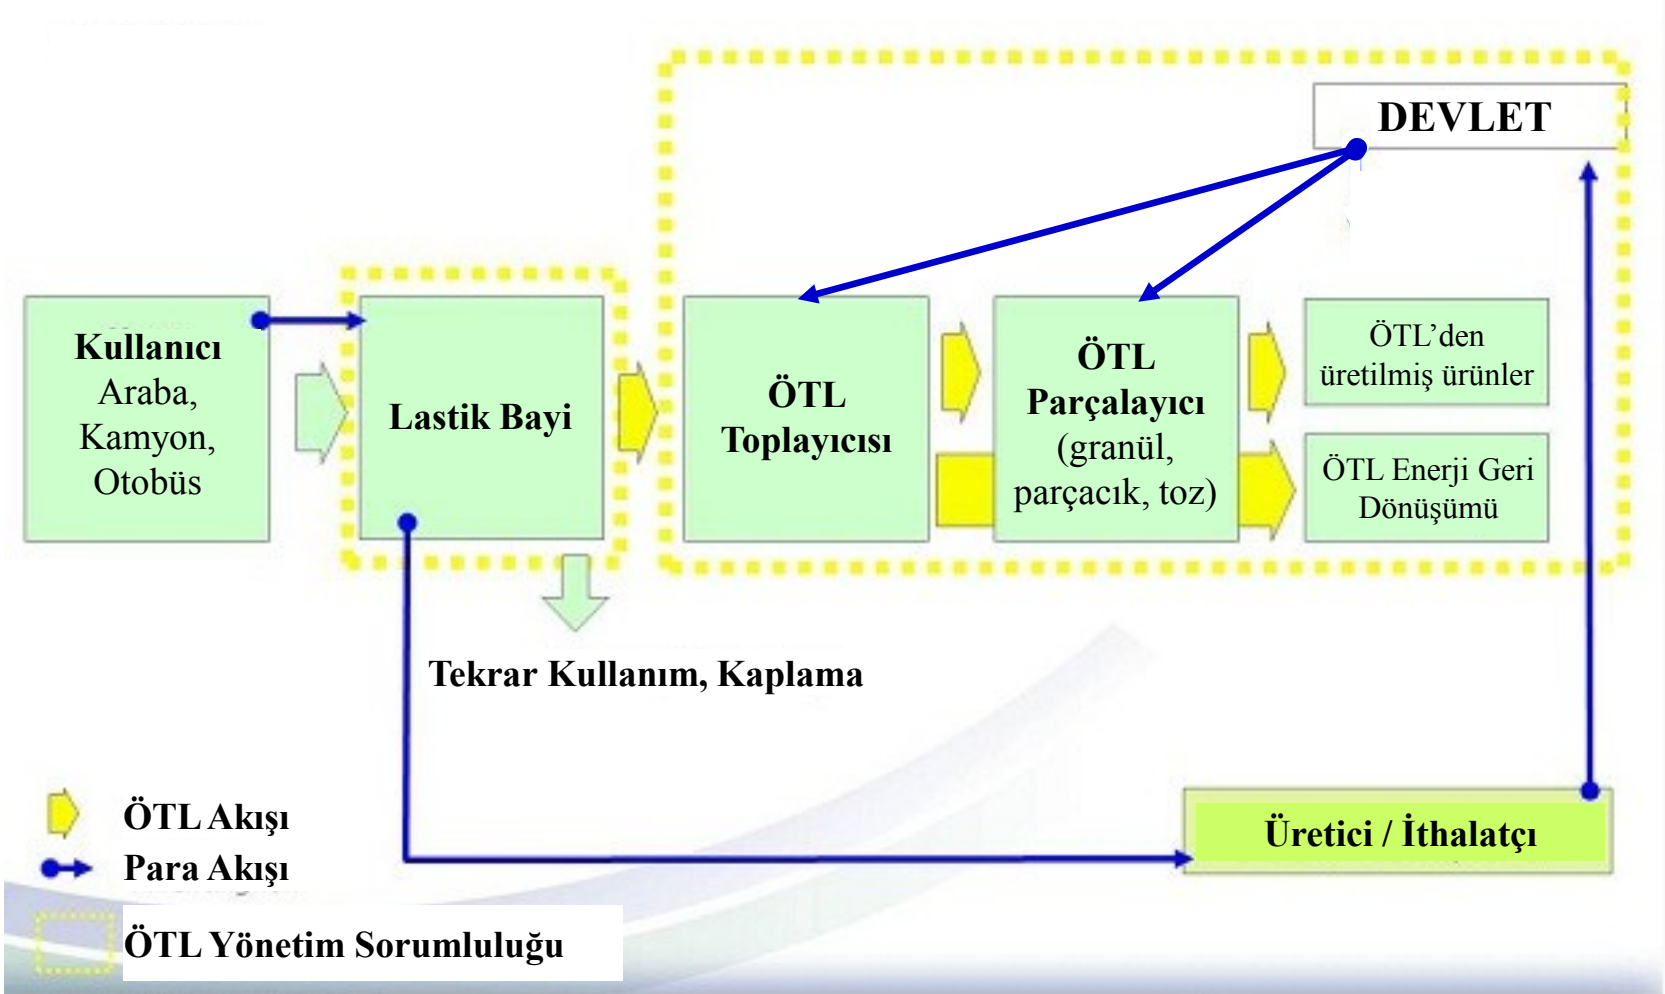 DEVLET
Kullanıcı
Araba,
Kamyon,
Otobüs
Lastik Bayi
ÖTL
Toplayıcısı
ÖTL
Parçalayıcı
(granül,
parçacık, toz)
ÖTL’den
üretilmiş ürünler
ÖTL Enerji Geri
Dönüşümü
Tekrar Kullanım, Kaplama
Üretici / İthalatçı
ÖTL Akışı
Para Akışı
ÖTL Yönetim Sorumluluğu